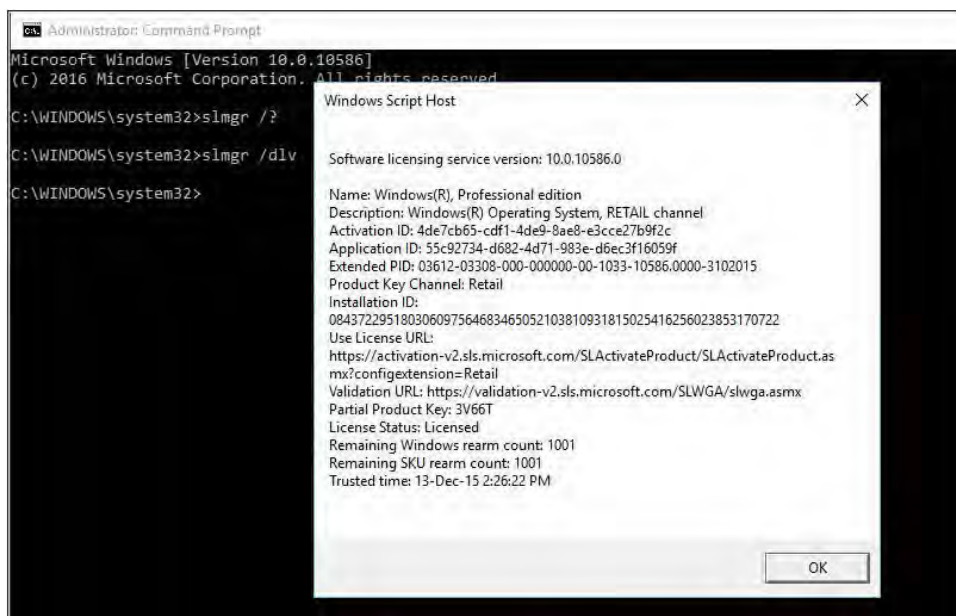 Administrator: Command Prompt
Microsoft Windows [Version 10.0.10586]
(c) 2016 Microsoft Corporation. All rights reserved
C:\WINDOWS\system32>slmgr /?
C:\WINDOWS\system32>slmgr /dlv
C:\WINDOWS\system32>
Windows Script Host
Software licensing service version: 10.0.10586.0
Name: Windows(R), Professional edition
Description: Windows(R) Operating System, RETAIL channel
Activation ID: 4de7cb65-cdf1-4de9-8ae8-e3cce27b9f2c
Application ID: 55c92734-d682-4d71-983e-d6ec3f16059f
Extended PID: 03612-03308-000-000000-00-1033-10586.0000-3102015
Product Key Channel: Retail
Installation ID:
084372295180306097564683465052103810931815025416256023853170722
Use License URL:
https://activation-v2.sls.microsoft.com/SLActivateProduct/SLActivateProduct.as
mx?configextension=Retail
Validation URL: https://validation-v2.sls.microsoft.com/SLWGA/slwga.asmx
Partial Product Key: 3V66T
License Status: Licensed
Remaining Windows rearm count: 1001
Remaining SKU rearm count: 1001
Trusted time: 13-Dec-15 2:26:22 PM
OK